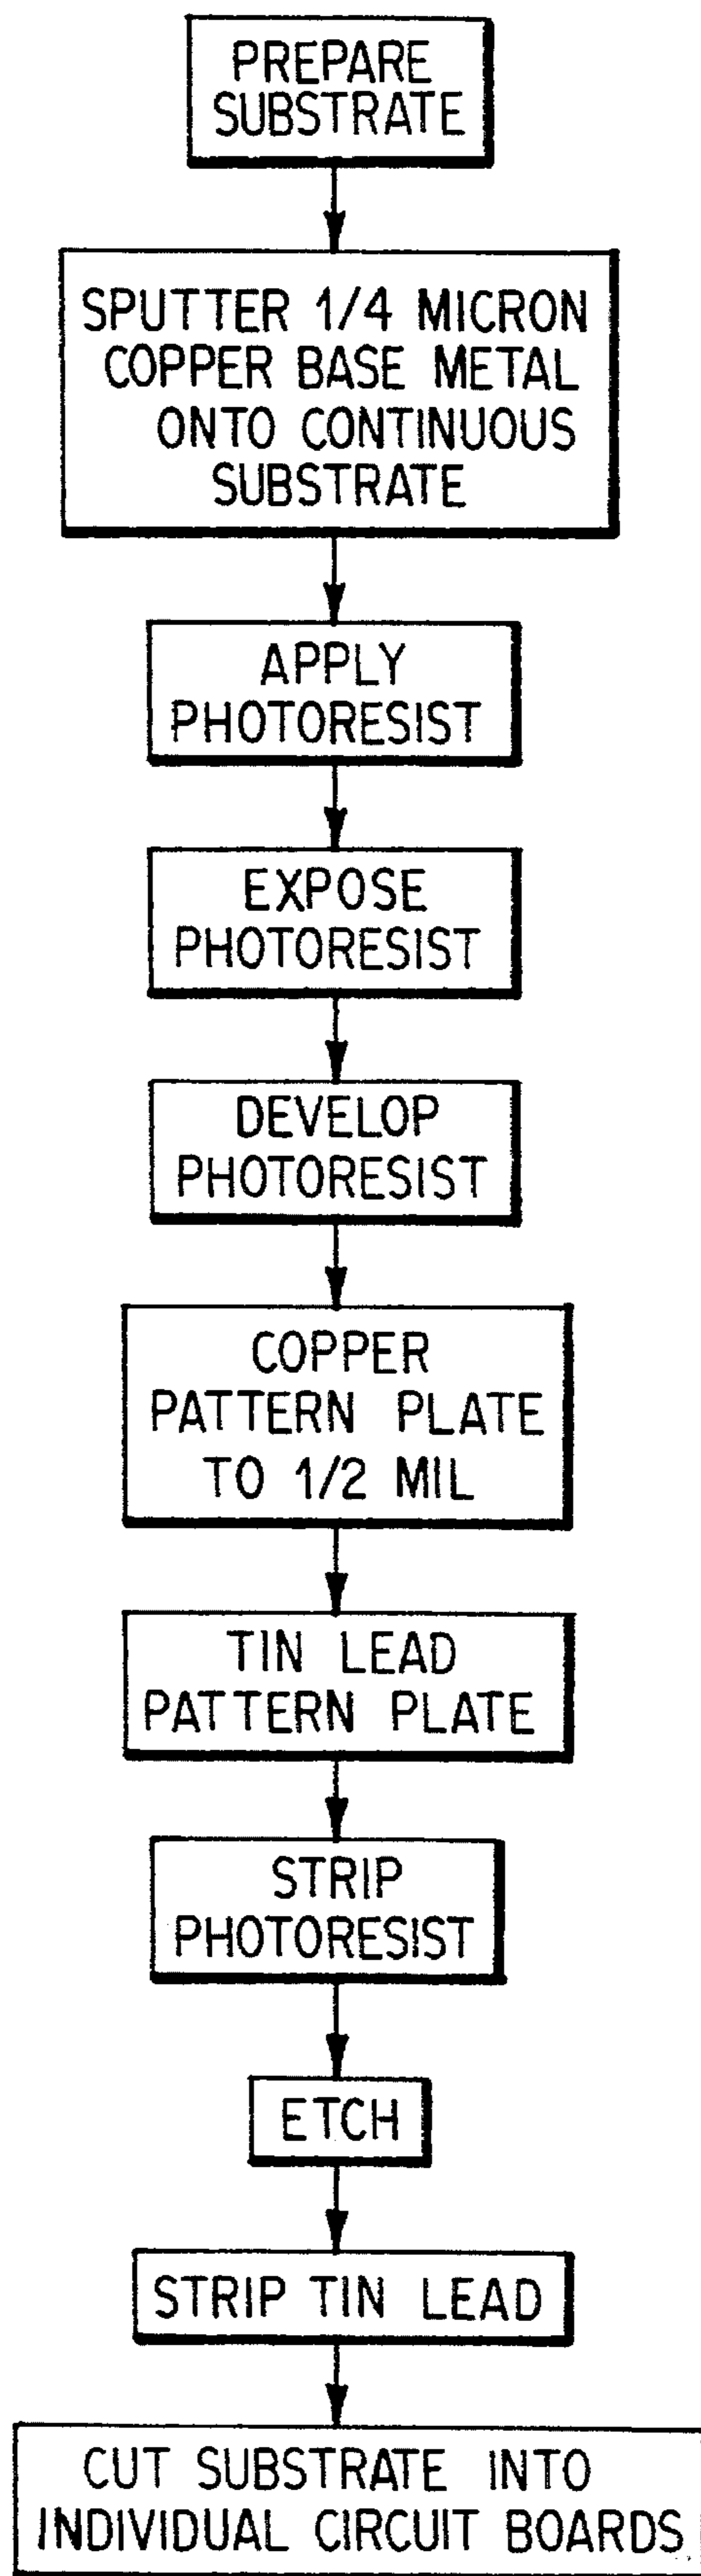 PREPARE
SUBSTRATE
SPUTTER 1/4 MICRON
COPPER BASE METAL
ONTO CONTINUOUS
SUBSTRATE
APPLY
PHOTORESIST
EXPOSE
PHOTORESIST
DEVELOP
PHOTORESIST
COPPER
PATTERN PLATE
TO 1/2 MIL
TIN LEAD
PATTERN PLATE
STRIP
PHOTORESIST
ETCH
STRIP TIN LEAD
CUT SUBSTRATE INTO
INDIVIDUAL CIRCUIT BOARDS